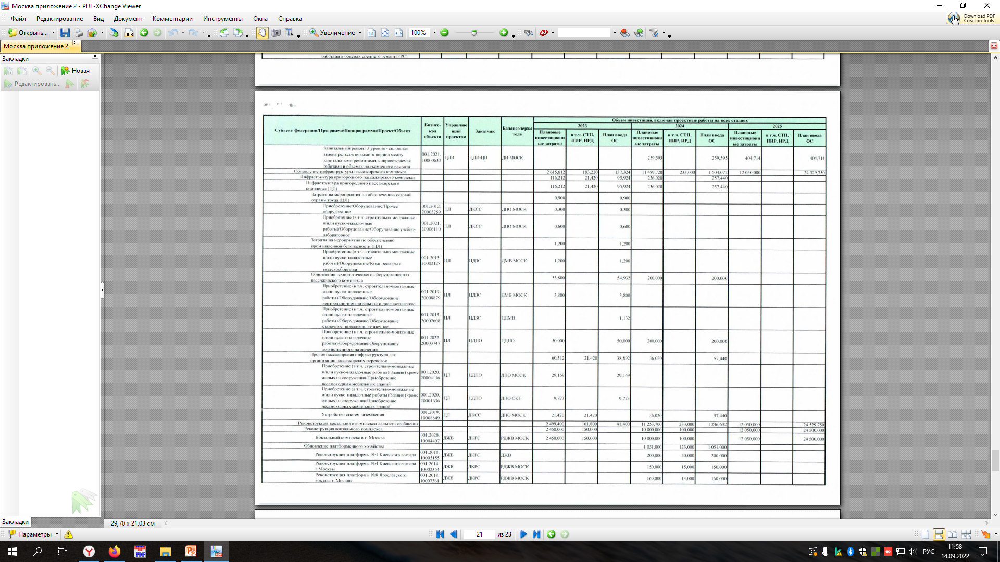 Москва приложение 2 - PDF-XChange Viewer
Файл Редактирование Вид Документ Комментарии Инструменты Окна Справка
Download PDF
Creation Tools
Открыть... OCR Увеличение 1:1 100% Ask
Москва приложение 2
Закладки
Новая
Редактировать...
работами в объемах среднего ремонта (РС)
Субъект федерации/Программа/Подпрограмма/Проект/Объект
Бизнес-
код
объекта
Управляю
щий
проектом
Заказчик
Балансодержа
тель
Объем инвестиций, включая проектные работы на всех стадиях
2023 2024 2025
Плановые
инвестиционн
ые затраты
в т.ч. СТП,
ПИР, ИРД
План ввода
ОС
Плановые
инвестиционн
ые затраты
в т.ч. СТП,
ПИР, ИРД
План ввода
ОС
Плановые
инвестиционн
ые затраты
в т.ч. СТП,
ПИР, ИРД
План ввода
ОС
Капитальный ремонт 3 уровня - сплошная
замена рельсов новыми в период между
капитальными ремонтами, сопровождаемая
работами в объемах подъемочного ремонта
001.2021.
10000633
ЦДИ ЦДИ-ЦП ДИ МОСК 259,595 259,595 404,714 404,714
Обновление инфраструктуры пассажирского комплекса 2 615,612 183,220 137,324 11 489,720 233,000 1 504,072 12 050,000 24 529,750
Инфраструктура пригородного пассажирского комплекса 116,212 21,420 95,924 236,020 257,440
Инфраструктура пригородного пассажирского
комплекса (ЦЛ) 116,212 21,420 95,924 236,020 257,440
Затраты на мероприятия по обеспечению условий
охраны труда (ЦЛ) 0,900 0,900
Приобретение/Оборудование/Прочее
оборудование
001.2012.
20003259
ЦЛ ДКСС ДПО МОСК 0,300 0,300
Приобретение (в т.ч. строительно-монтажные
и/или пуско-наладочные
работы)/Оборудование/Оборудование учебно-
лабораторное
001.2021.
20006110
ЦЛ ДКСС ДПО МОСК 0,600 0,600
Затраты на мероприятия по обеспечению
промышленной безопасности (ЦЛ) 1,200 1,200
Приобретение (в т.ч. строительно-монтажные
и/или пуско-наладочные
работы)/Оборудование/Компрессоры и
воздухосборники
001.2013.
20002128
ЦЛ ЦДЗС ДМВ МОСК 1,200 1,200
Обновление технологического оборудования для
пассажирского комплекса 53,800 54,932 200,000 200,000
Приобретение (в т.ч. строительно-монтажные
и/или пуско-наладочные
работы)/Оборудование/Оборудование
контрольно-измерительное и диагностическое
001.2019.
20008879
ЦЛ ЦДЗС ДМВ МОСК 3,800 3,800
Приобретение (в т.ч. строительно-монтажные
и/или пуско-наладочные
работы)/Оборудование/Оборудование
станочное, прессовое, кузнечное
001.2013.
20002608
ЦЛ ЦДЗС ЦДМВ 1,132
Приобретение (в т.ч. строительно-монтажные
и/или пуско-наладочные
работы)/Оборудование/Оборудование
хозяйственного назначения
001.2022.
20003747
ЦЛ ЦДПО ЦДПО 50,000 50,000 200,000 200,000
Прочая пассажирская инфраструктура для
организации пассажирских перевозок 60,312 21,420 38,892 36,020 57,440
Приобретение (в т.ч. строительно-монтажные
и/или пуско-наладочные работы)/Здания (кроме
жилых) и сооружения/Приобретение
несамоходных мобильных зданий
001.2020.
20004116
ЦЛ ЦДПО ДПО МОСК 29,169 29,169
Приобретение (в т.ч. строительно-монтажные
и/или пуско-наладочные работы)/Здания (кроме
жилых) и сооружения/Приобретение
несамоходных мобильных зданий
001.2020.
20001636
ЦЛ ЦДПО ДПО ОКТ 9,723 9,723
Устройство систем заземления
001.2019.
10008849
ЦЛ ДКСС ДПО МОСК 21,420 21,420 36,020 57,440
Реконструкция вокзального комплекса дальнего сообщения 2 499,400 161,800 41,400 11 253,700 233,000 1 246,632 12 050,000 24 529,750
Реконструкция вокзального комплекса 2 450,000 150,000 10 000,000 100,000 12 050,000 24 500,000
Вокзальный комплекс в г. Москва
001.2020.
10004407
ДЖВ ДКРС РДЖВ МОСК 2 450,000 150,000 10 000,000 100,000 12 050,000 24 500,000
Обновление платформенного хозяйства 1 051,000 123,000 1 051,000
Реконструкция платформы №1 Киевского вокзала
001.2018.
10005155
ДЖВ ДКРС ДЖВ 200,000 20,000 200,000
Реконструкция платформы №4 Киевского вокзала
г.Москвы
001.2014.
10002354
ДЖВ ДКРС РДЖВ МОСК 150,000 15,000 150,000
Реконструкция платформы №8 Ярославского
вокзала г. Москвы
001.2018.
10007361
ДЖВ ДКРС РДЖВ МОСК 160,000 13,000 160,000
Закладки
29,70 x 21,03 см
Параметры
21 из 23
РУС
11:58
14.09.2022